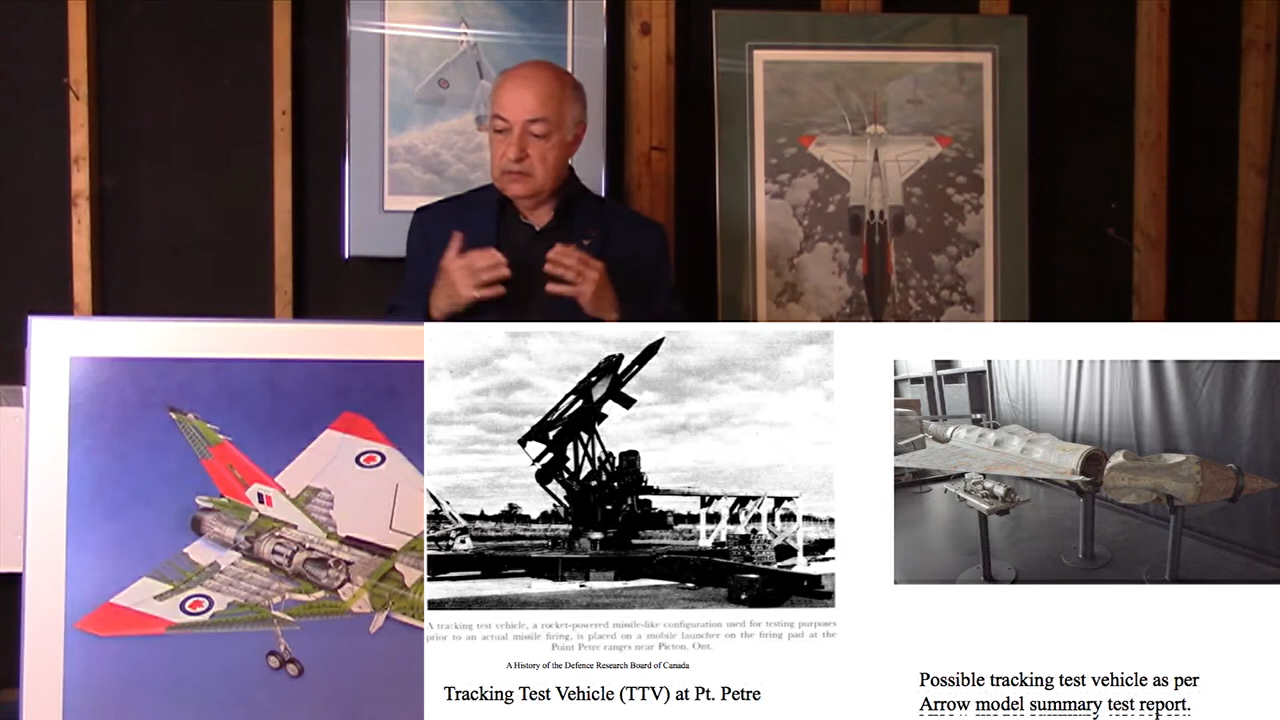 A tracking test vehicle, a rocket-powered missile-like configuration used for testing purposes
prior to an actual missile firing, is placed on a mobile launcher on the firing pad at the
Point Petre ranges near Picton, Ont.
A History of the Defence Research Board of Canada
Tracking Test Vehicle (TTV) at Pt. Petre
Possible tracking test vehicle as per
Arrow model summary test report.